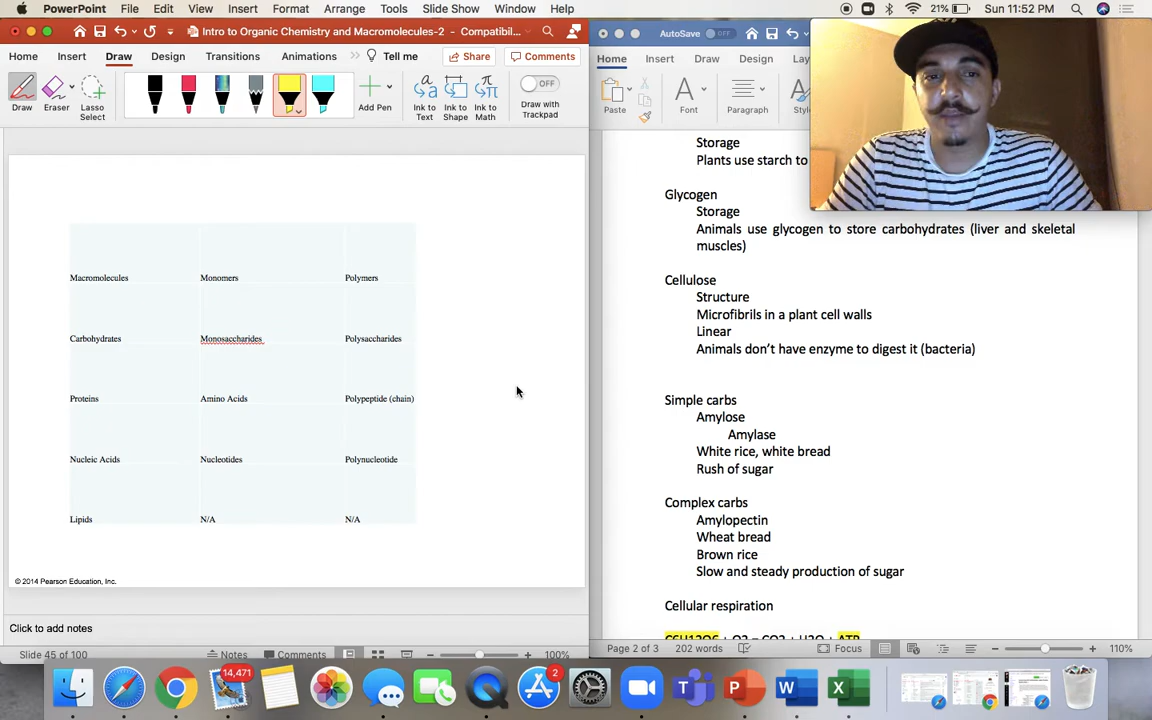 PowerPoint File Edit View Insert Format Arrange Tools Slide Show Window Help 21% Sun 11:52 PM
Intro to Organic Chemistry and Macromolecules-2 - Compatibil...
Home Insert Draw Design Transitions Animations >> Tell me Share Comments
Draw Eraser Lasso Select Add Pen Ink to Text Ink to Shape Ink to Math OFF Draw with Trackpad
Macromolecules Monomers Polymers
Carbohydrates Monosaccharides Polysaccharides
Proteins Amino Acids Polypeptide (chain)
Nucleic Acids Nucleotides Polynucleotide
Lipids N/A N/A
© 2014 Pearson Education, Inc.
Click to add notes
Slide 45 of 100 Notes Comments 100%
AutoSave OFF
Home Insert Draw Design Lay
Paste Font Paragraph Styl
Storage
Plants use starch to
Glycogen
Storage
Animals use glycogen to store carbohydrates (liver and skeletal
muscles)
Cellulose
Structure
Microfibrils in a plant cell walls
Linear
Animals don't have enzyme to digest it (bacteria)
Simple carbs
Amylose
Amylase
White rice, white bread
Rush of sugar
Complex carbs
Amylopectin
Wheat bread
Brown rice
Slow and steady production of sugar
Cellular respiration
C6H12O6 + O2 = CO2 + H2O + ATP
Page 2 of 3 202 words Focus 110%
14,471
2